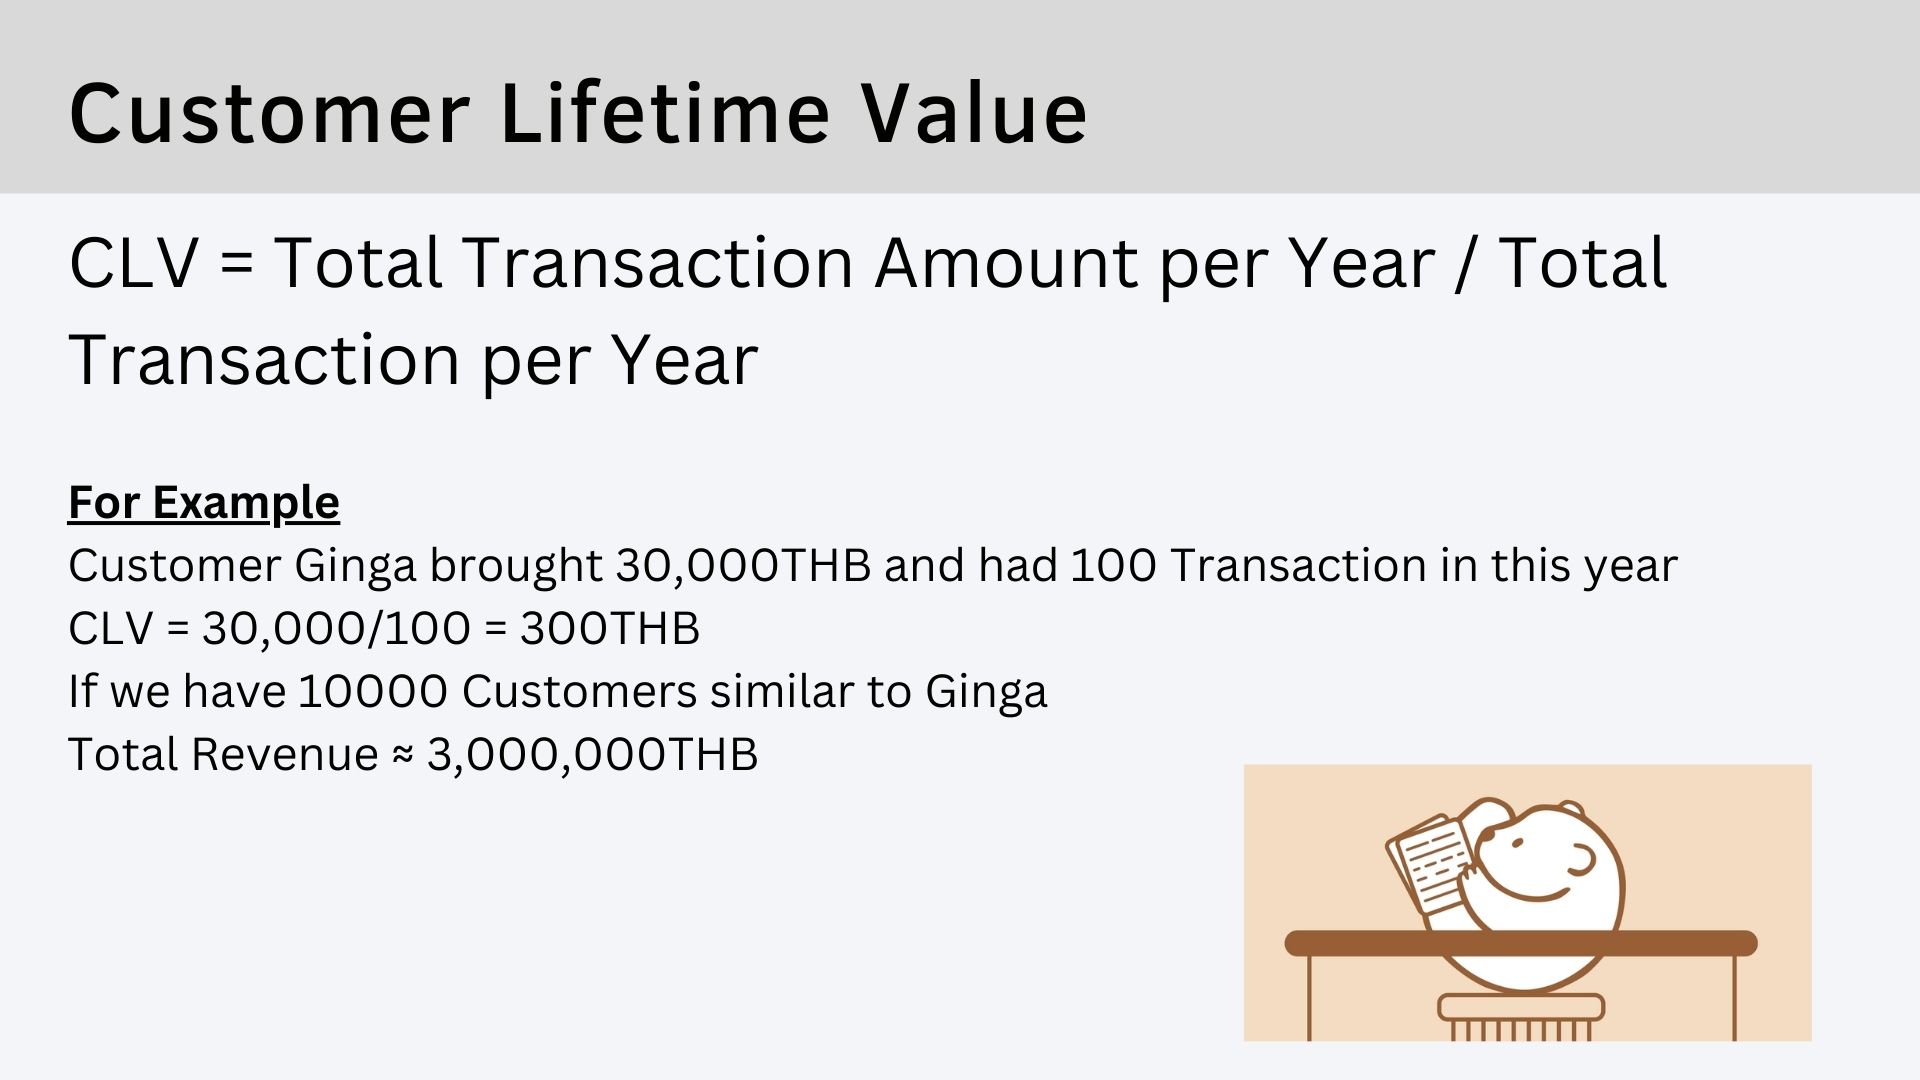 Customer Lifetime Value
CLV = Total Transaction Amount per Year / Total
Transaction per Year
For Example
Customer Ginga brought 30,000THB and had 100 Transaction in this year
CLV = 30,000/100 = 300THB
If we have 10000 Customers similar to Ginga
Total Revenue ≈ 3,000,000THB